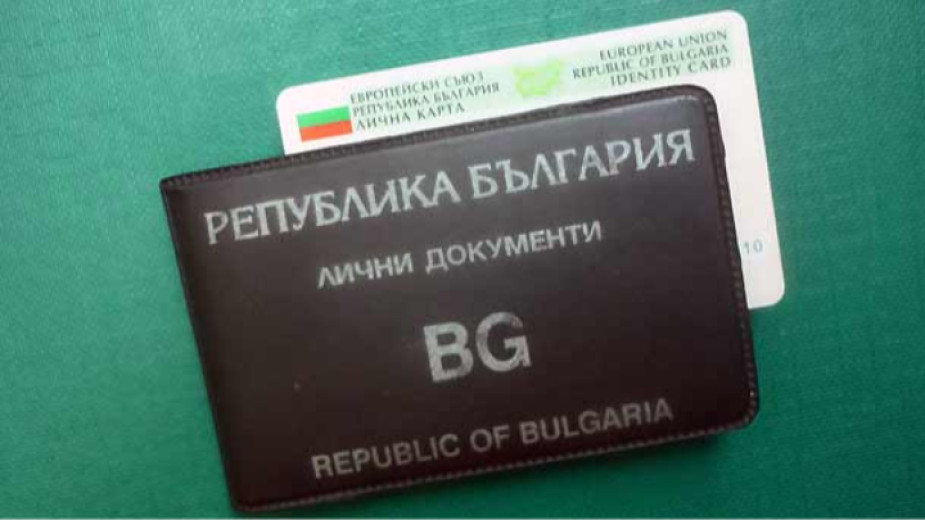 ЕВРОПЕЙСКИ СЪЮЗ
РЕПУБЛИКА БЪЛГАРИЯ
ЛИЧНА КАРТА
EUROPEAN UNION
REPUBLIC OF BULGARIA
IDENTITY CARD
РЕПУБЛИКА БЪЛГАРИЯ
ЛИЧНИ ДОКУМЕНТИ
10
BG
REPUBLIC OF BULGARIA